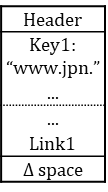 Header
Key1:
“www.jpn.”
...
...
Link1
Δ space